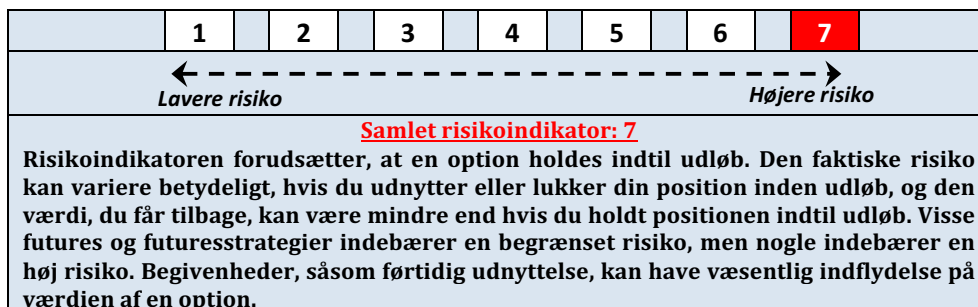 1 2 3 4 5 6 7
Lavere risiko Højere risiko
Samlet risikoindikator: 7
Risikoindikatoren forudsætter, at en option holdes indtil udløb. Den faktiske risiko
kan variere betydeligt, hvis du udnytter eller lukker din position inden udløb, og den
værdi, du får tilbage, kan være mindre end hvis du holdt positionen indtil udløb. Visse
futures og futuresstrategier indebærer en begrænset risiko, men nogle indebærer en
høj risiko. Begivenheder, såsom førtidig udnyttelse, kan have væsentlig indflydelse på
værdien af en option.